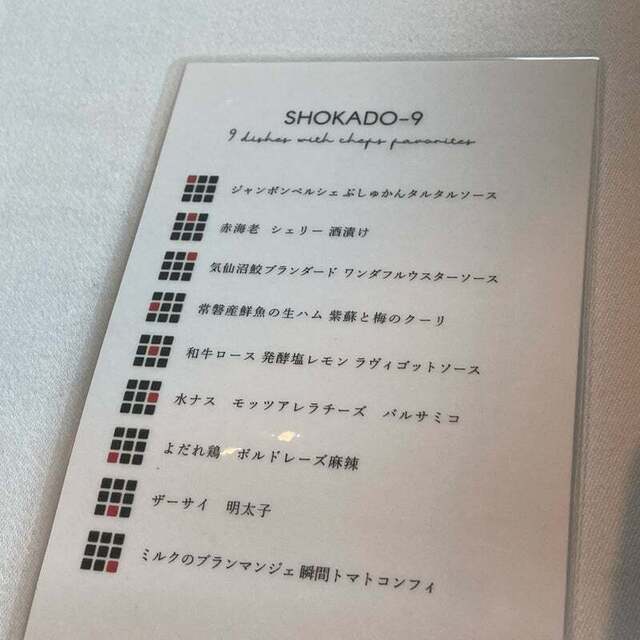 SHOKADO-9
9 dishes with chefs favorites
ジャンボンペルシェ ぶしゅかんタルタルソース
赤海老 シェリー 酒漬け
気仙沼鮫ブランダード ワンダフルウスターソース
常磐産鮮魚の生ハム 紫蘇と梅のクーリ
和牛ロース 発酵塩レモン ラヴィゴットソース
水ナス モッツアレラチーズ バルサミコ
よだれ鶏 ボルドレーズ麻辣
ザーサイ 明太子
ミルクのブランマンジェ 瞬間トマトコンフィ